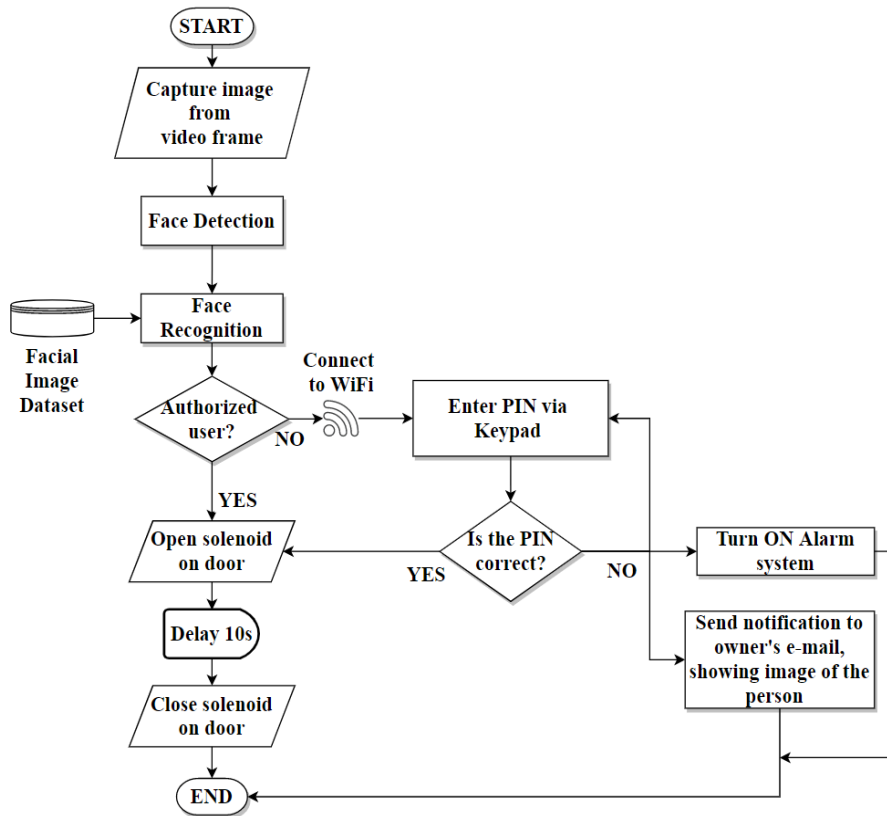 START
Capture image
from
video frame
Face Detection
Face
Recognition
Facial
Image
Dataset
Connect
to WiFi
Authorized
user?
NO
Enter PIN via
Keypad
YES
Open solenoid
on door
Is the PIN
correct?
YES
NO
Turn ON Alarm
system
Delay 10s
Send notification to
owner's e-mail,
showing image of the
person
Close solenoid
on door
END